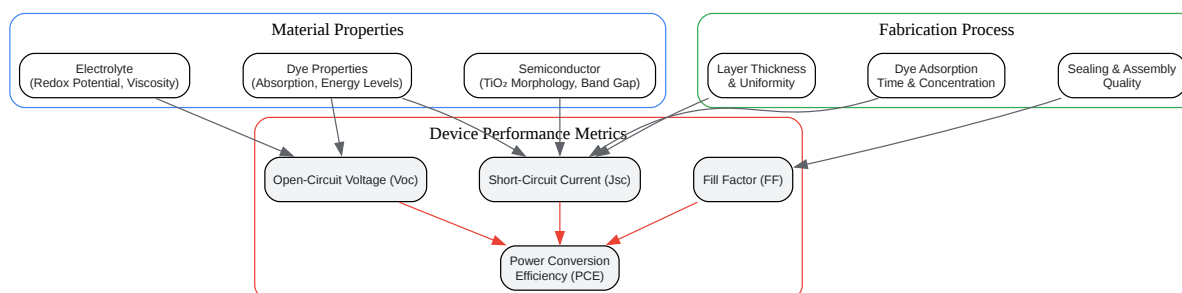 Material Properties
Fabrication Process
Electrolyte
(Redox Potential, Viscosity)
Dye Properties
(Absorption, Energy Levels)
Semiconductor
(TiO₂ Morphology, Band Gap)
Layer Thickness
& Uniformity
Dye Adsorption
Time & Concentration
Sealing & Assembly
Quality
Device Performance Metrics
Open-Circuit Voltage (Voc)
Short-Circuit Current (Jsc)
Fill Factor (FF)
Power Conversion
Efficiency (PCE)